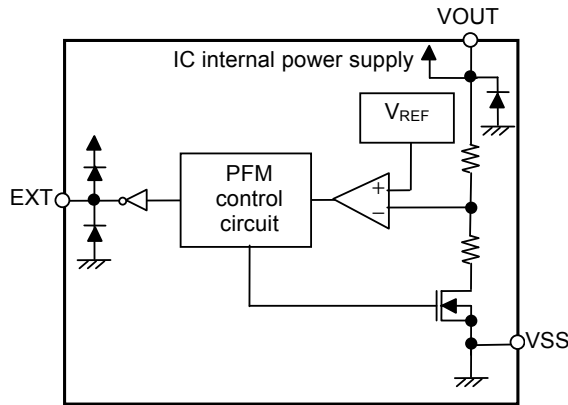 VOUT
IC internal power supply
VREF
EXT
PFM
control
circuit
+
−
VSS